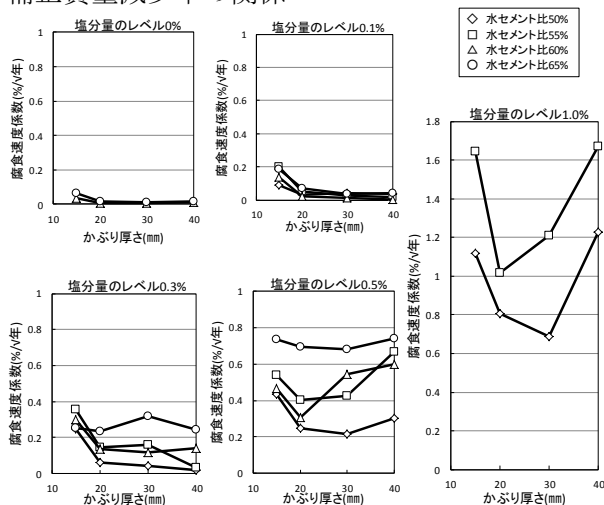 塩分量のレベル0%
1
0.8
0.6
0.4
0.2
0
10 20 30 40
腐食速度係数(%/√年)
かぶり厚さ(mm)
塩分量のレベル0.1%
1
0.8
0.6
0.4
0.2
0
10 20 30 40
腐食速度係数(%/√年)
かぶり厚さ(mm)
水セメント比50%
水セメント比55%
水セメント比60%
水セメント比65%
塩分量のレベル1.0%
1.8
1.6
1.4
1.2
1.0
0.8
0.6
0.4
0.2
0
10 20 30 40
腐食速度係数(%/√年)
かぶり厚さ(mm)
塩分量のレベル0.3%
1
0.8
0.6
0.4
0.2
0
10 20 30 40
腐食速度係数(%/√年)
かぶり厚さ(mm)
塩分量のレベル0.5%
1
0.8
0.6
0.4
0.2
0
10 20 30 40
腐食速度係数(%/√年)
かぶり厚さ(mm)